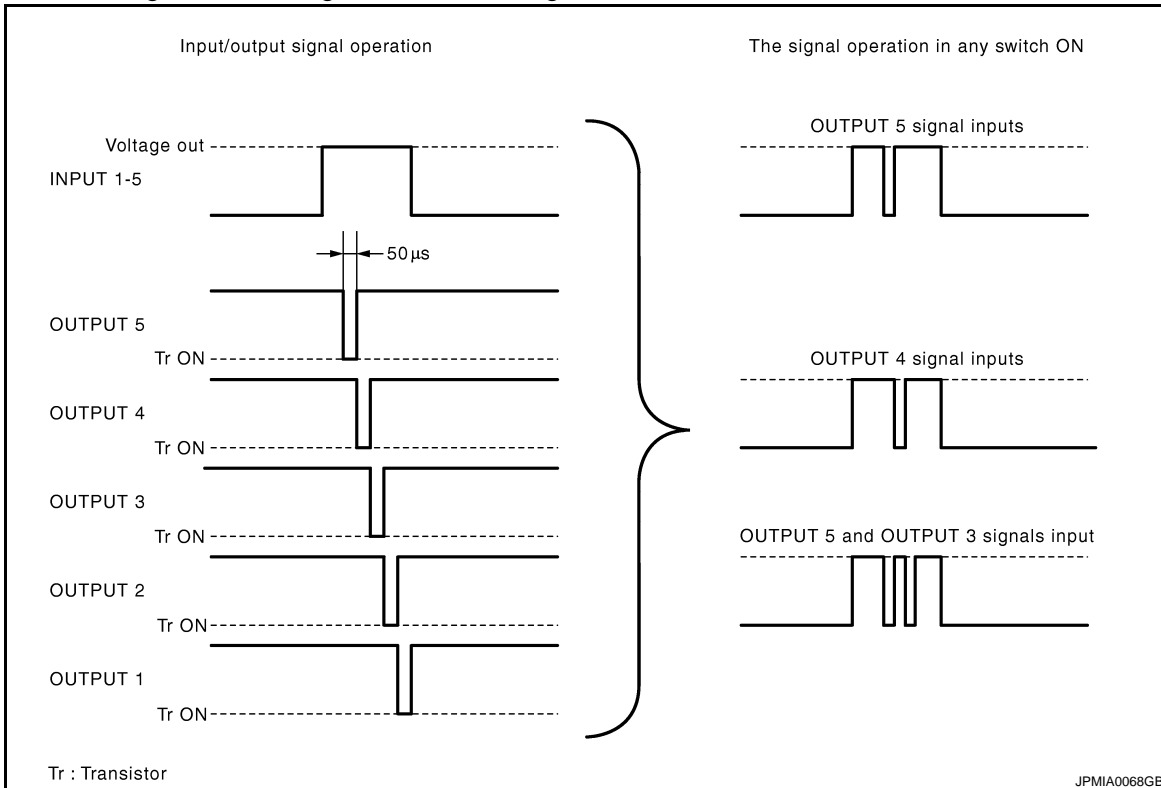 Input/output signal operation
The signal operation in any switch ON
Voltage out
INPUT 1-5
50 μs
OUTPUT 5
Tr ON
OUTPUT 4
Tr ON
OUTPUT 3
Tr ON
OUTPUT 2
Tr ON
OUTPUT 1
Tr ON
OUTPUT 5 signal inputs
OUTPUT 4 signal inputs
OUTPUT 5 and OUTPUT 3 signals input
Tr : Transistor
JPMIA0068GB